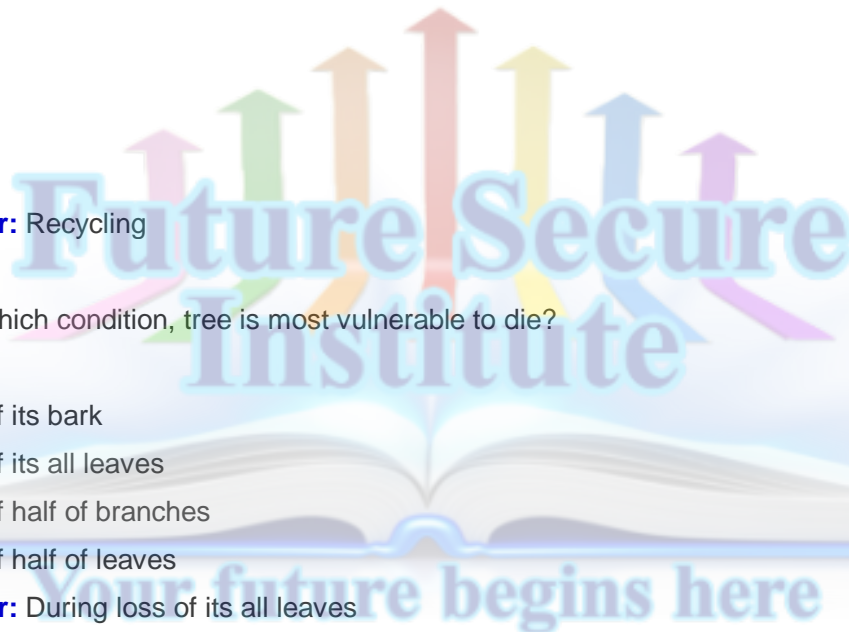 r: Recycling
Future Secure
hich condition, tree is most vulnerable to die?
Institute
f its bark
f its all leaves
f half of branches
f half of leaves
Your future begins here
r: During loss of its all leaves